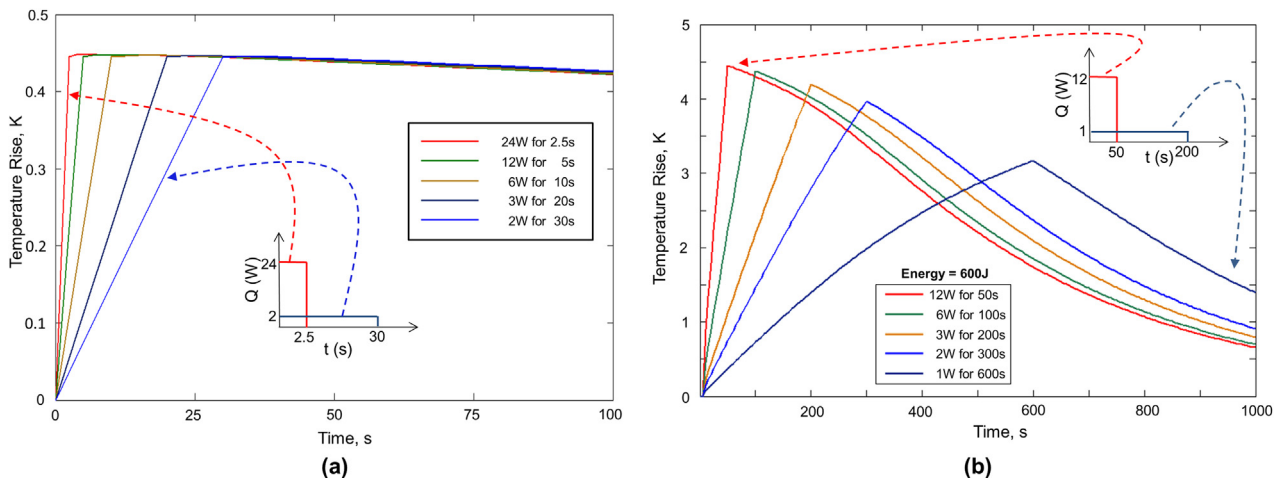 0.5
0.4
0.3
0.2
0.1
0
Temperature Rise, K
24W for 2.5s
12W for 5s
6W for 10s
3W for 20s
2W for 30s
Q (W)
24
2
2.5
30
t (s)
0
25
50
75
100
Time, s
(a)
5
4
3
2
1
0
Temperature Rise, K
Q (W)
12
1
50
200
t (s)
Energy = 600J
12W for 50s
6W for 100s
3W for 200s
2W for 300s
1W for 600s
200
400
600
800
1000
Time, s
(b)